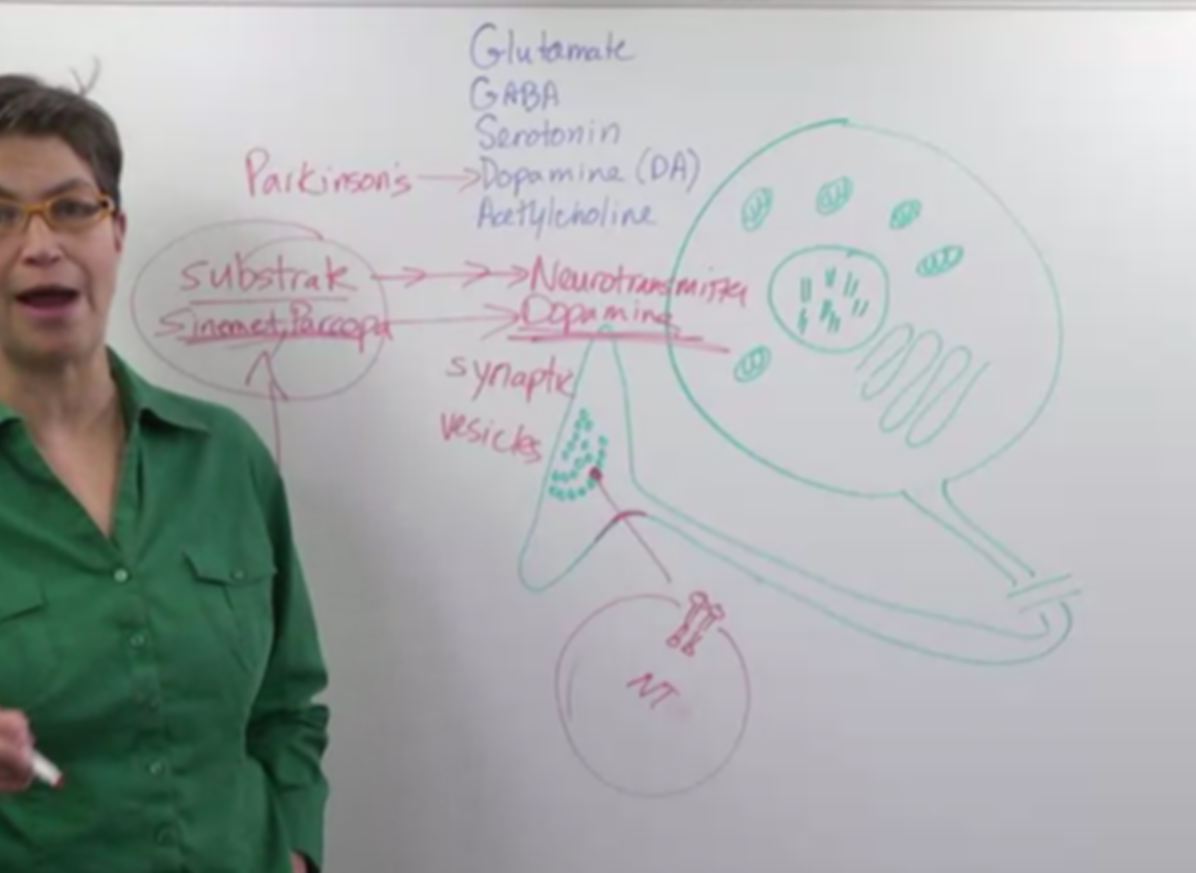 Glutamate
GABA
Serotonin
Parkinson's → Dopamine (DA)
Acetylcholine
substrate →→→ Neurotransmitter
Sinemet, Parcopa → Dopamine
synaptic
vesicles
NT